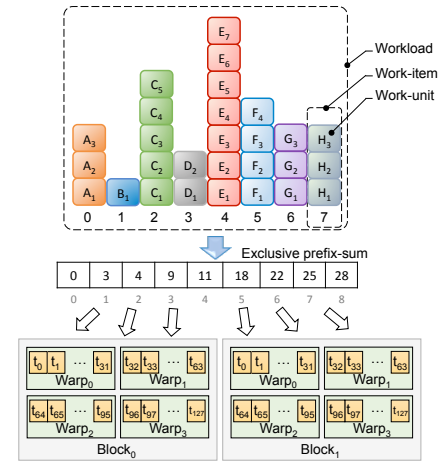 E₇
Workload
E₆
Work-item
C₅ E₅
Work-unit
C₄ E₄ F₄
A₃ C₃ E₃ F₃ G₃ H₃
A₂ C₂ D₂ E₂ F₂ G₂ H₂
A₁ B₁ C₁ D₁ E₁ F₁ G₁ H₁
0 1 2 3 4 5 6 7
Exclusive prefix-sum
0 3 4 9 11 18 22 25 28
0 1 2 3 4 5 6 7 8
t₀ t₁ ... t₃₁ t₃₂ t₃₃ ... t₆₃ t₀ t₁ ... t₃₁ t₃₂ t₃₃ ... t₆₃
Warp₀ Warp₁ Warp₀ Warp₁
t₆₄ t₆₅ ... t₉₅ t₉₆ t₉₇ ... t₁₂₇ t₆₄ t₆₅ ... t₉₅ t₉₆ t₉₇ ... t₁₂₇
Warp₂ Warp₃ Warp₂ Warp₃
Block₀ Block₁